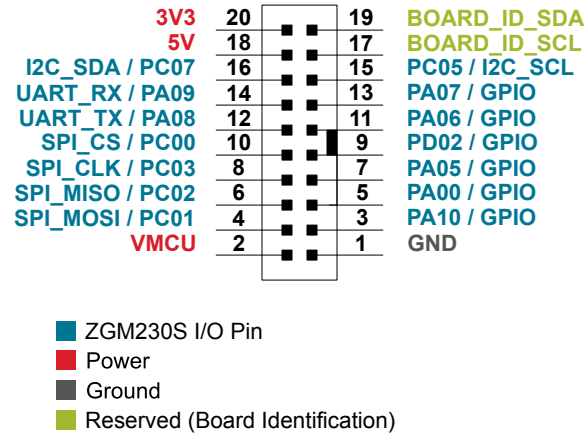 3V3 20 19 BOARD_ID_SDA
5V 18 17 BOARD_ID_SCL
I2C_SDA / PC07 16 15 PC05 / I2C_SCL
UART_RX / PA09 14 13 PA07 / GPIO
UART_TX / PA08 12 11 PA06 / GPIO
SPI_CS / PC00 10 9 PD02 / GPIO
SPI_CLK / PC03 8 7 PA05 / GPIO
SPI_MISO / PC02 6 5 PA00 / GPIO
SPI_MOSI / PC01 4 3 PA10 / GPIO
VMCU 2 1 GND
ZGM230S I/O Pin
Power
Ground
Reserved (Board Identification)